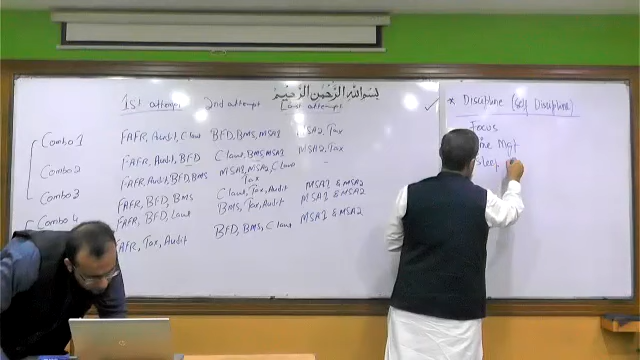 بسم الله الرحمن الرحيم
1st attempt 2nd attempt Last attempt
Combo 1 FAFR, Audit, C law BFD, BMS, MSA1 MSA2, Tax
Combo 2 FAFR, Audit, BFD C law, BMS, MSA1 MSA2, Tax
FAFR, Audit, BFD, BMS MSA1, MSA2, C law -
Tax
Combo 3 FAFR, BFD, BMS C law, Tax, Audit MSA1 & MSA2
Combo 4 FAFR, BFD, Law BMS, Tax, Audit MSA1 & MSA2
FAFR, Tax, Audit BFD, BMS, C law MSA1 & MSA2
* Discipline (Self Discipline)
Focus
Mgt
Sleep